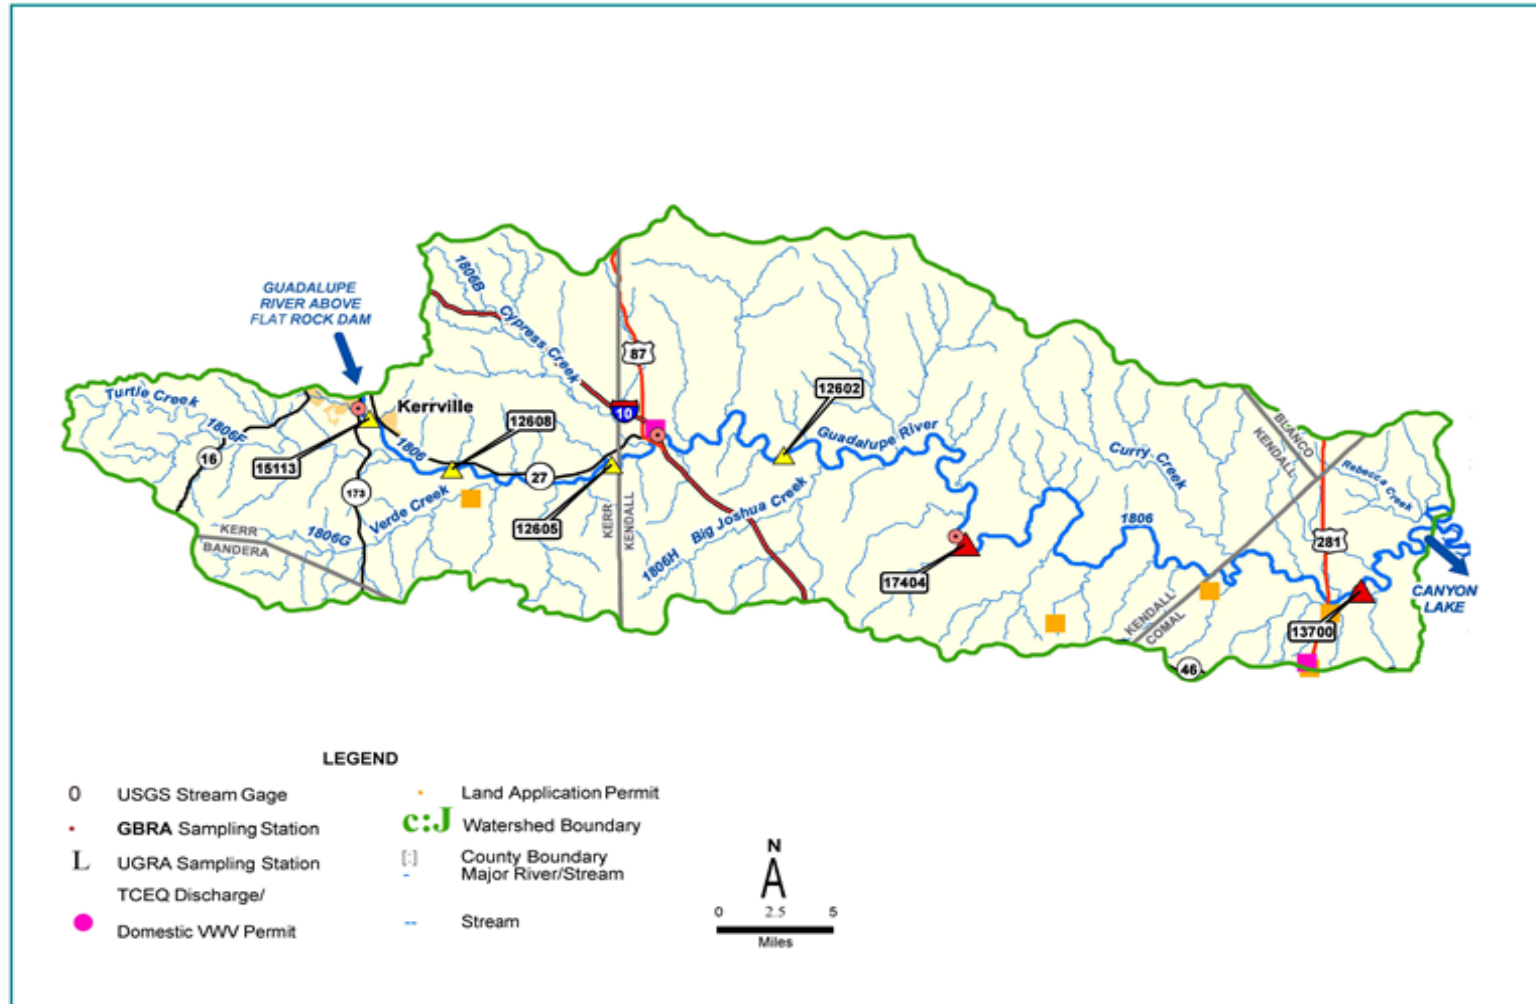 GUADALUPE
RIVER ABOVE
FLAT ROCK DAM
1806B
Cypress Creek
87
10
12602
Turtle Creek
1806F
Kerrville
12608
Guadalupe River
Curry Creek
BLANCO
KENDALL
Rebecca Creek
16
15113
1806
173
27
Verde Creek
12605
KERR
KENDALL
Big Joshua Creek
1806H
1806
281
KERR
BANDERA
1806G
17404
CANYON
LAKE
KENDALL
COMAL
13700
46
LEGEND
0 USGS Stream Gage
GBRA Sampling Station
L UGRA Sampling Station
TCEQ Discharge/
Domestic VWV Permit
Land Application Permit
c:J Watershed Boundary
[:] County Boundary
- Major River/Stream
-- Stream
N
A
0 2.5 5
Miles